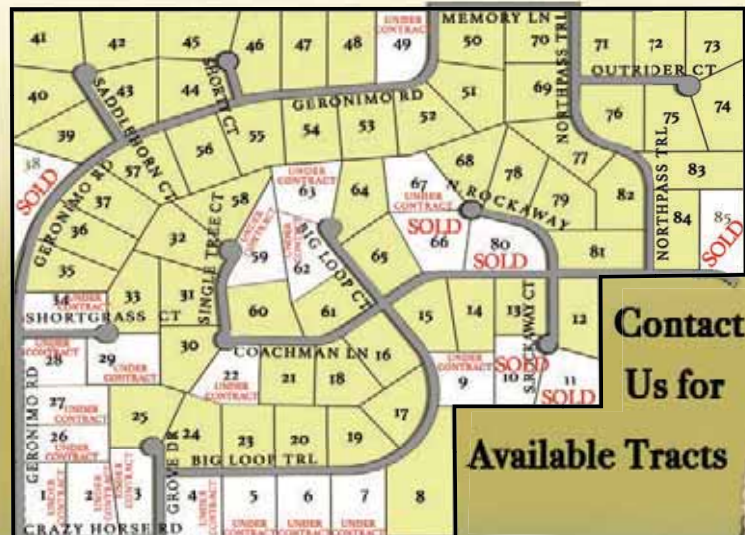 MEMORY LN
UNDER
CONTRACT
41
42
45
46
47
48
49
50
70
71
72
73
OUTRIDER CT
40
43
44
SHORTY CT
GERONIMO RD
51
69
NORTHPASS TRL
76
75
74
SADDLEHORN CT
39
56
55
54
53
52
38
SOLD
57
58
UNDER
CONTRACT
63
64
67
UNDER
CONTRACT
68
78
77
83
GERONIMO RD
37
36
35
32
SINGLE TREE CT
59
UNDER
CONTRACT
62
UNDER
CONTRACT
BIG LOOP CT
65
N. ROCKAWAY
SOLD
66
80
SOLD
79
82
81
NORTHPASS TRL
84
85
SOLD
34
UNDER
CONTRACT
SHORTGRASS CT
33
31
30
60
61
15
14
13
12
S.ROCKAWAY CT
28
UNDER
CONTRACT
29
UNDER
CONTRACT
COACHMAN LN
22
UNDER
CONTRACT
21
18
16
9
UNDER
CONTRACT
10
SOLD
11
SOLD
GERONIMO RD
27
UNDER
CONTRACT
26
UNDER
CONTRACT
25
24
23
20
19
17
BIG LOOP TRL
GROVE DR
1
UNDER
CONTRACT
2
UNDER
CONTRACT
3
UNDER
CONTRACT
4
UNDER
CONTRACT
5
UNDER
CONTRACT
6
UNDER
CONTRACT
7
UNDER
CONTRACT
8
CRAZY HORSE RD
Contact
Us for
Available Tracts